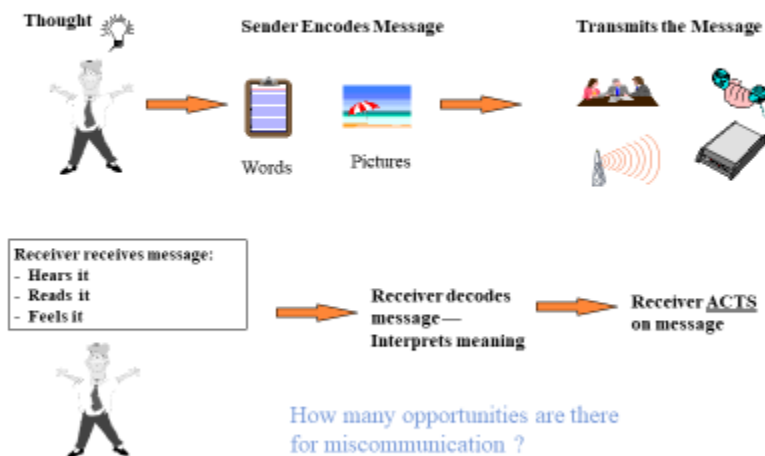 Thought
Sender Encodes Message
Transmits the Message
Words
Pictures
Receiver receives message:
- Hears it
- Reads it
- Feels it
Receiver decodes
message—
Interprets meaning
Receiver ACTS
on message
How many opportunities are there
for miscommunication ?